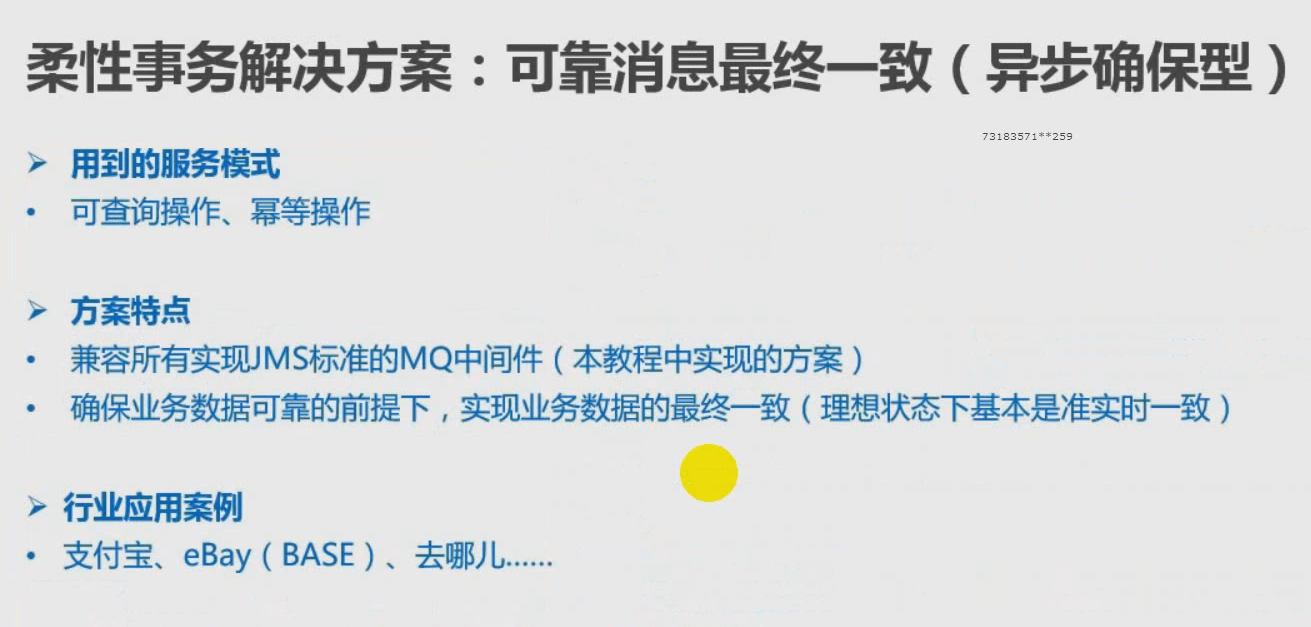 柔性事务解决方案：可靠消息最终一致（异步确保型）
73183571**259
➢ 用到的服务模式
• 可查询操作、幂等操作
➢ 方案特点
• 兼容所有实现JMS标准的MQ中间件（本教程中实现的方案）
• 确保业务数据可靠的前提下，实现业务数据的最终一致（理想状态下基本是准实时一致）
➢ 行业应用案例
• 支付宝、eBay（BASE）、去哪儿......